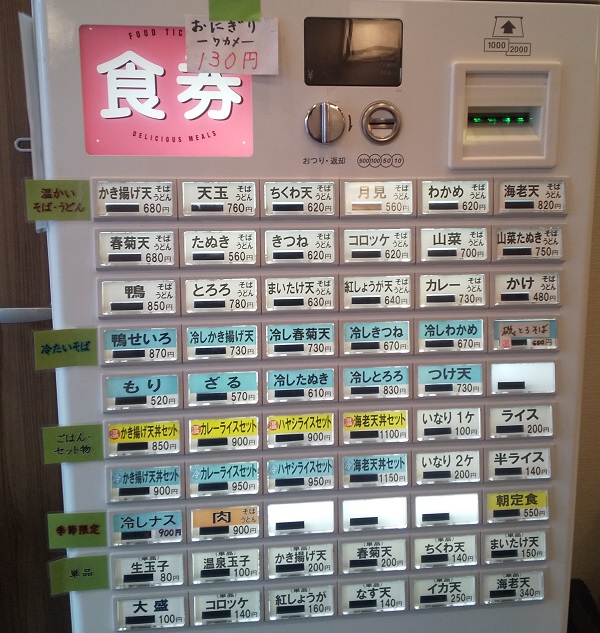 おにぎり
ーワカメー
130円
FOOD TIC
食券
DELICIOUS MEALS
1000 2000
おつり・返却
500 100 50 10
温かい
そば・うどん
かき揚げ天 そば うどん 680円
天玉 そば うどん 760円
ちくわ天 そば うどん 620円
月見 そば うどん 560円
わかめ そば うどん 620円
海老天 そば うどん 820円
春菊天 そば うどん 680円
たぬき そば うどん 560円
きつね そば うどん 620円
コロッケ そば うどん 620円
山菜 そば うどん 700円
山菜たぬき そば うどん 750円
鴨 そば うどん 850円
とろろ そば うどん 780円
まいたけ天 そば うどん 630円
紅しょうが天 そば うどん 640円
カレー そば うどん 730円
かけ そば うどん 480円
冷たいそば
鴨せいろ 870円
冷しかき揚げ天 730円
冷し春菊天 730円
冷しきつね 670円
冷しわかめ 670円
磯とろそば 600円
もり 520円
ざる 570円
冷したぬき 610円
冷しとろろ 830円
つけ天 730円
ごはん・
セット物
温 かき揚げ天丼セット 850円
温 カレーライスセット 900円
温 ハヤシライスセット 900円
温 海老天丼セット 1100円
いなり1ケ 100円
ライス 200円
冷 かき揚げ天丼セット 900円
冷 カレーライスセット 950円
冷 ハヤシライスセット 950円
冷 海老天丼セット 1150円
いなり2ケ 200円
半ライス 140円
季節限定
冷しナス 900円
肉 そば うどん 900円
朝定食 550円
単品
(単品) 生玉子 80円
(単品) 温泉玉子 100円
(単品) かき揚げ天 200円
(単品) 春菊天 200円
(単品) ちくわ天 140円
(単品) まいたけ天 150円
大盛 100円
(単品) コロッケ 140円
(単品) 紅しょうが 160円
(単品) なす天 140円
(単品) イカ天 250円
(単品) 海老天 340円